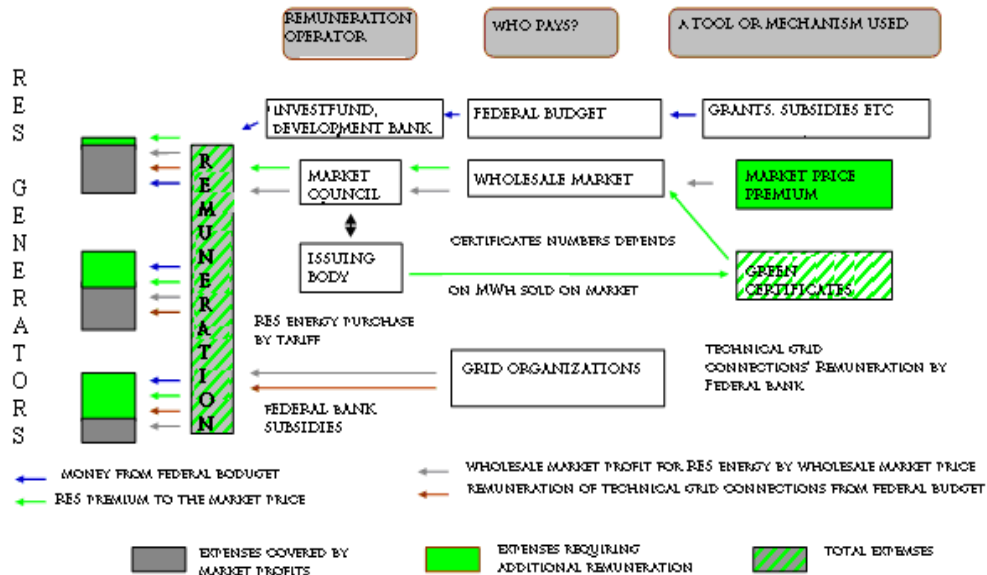 REMUNERATION
OPERATOR
WHO PAYS?
A TOOL OR MECHANISM USED
RES GENERATORS
INVESTFUND,
DEVELOPMENT BANK
FEDERAL BUDGET
GRANTS, SUBSIDIES ETC
REMUNERATION
MARKET
COUNCIL
WHOLESALE MARKET
MARKET PRICE
PREMIUM
CERTIFICATES NUMBERS DEPENDS
ISSUING
BODY
GREEN
CERTIFICATES
ON MWH SOLD ON MARKET
RES ENERGY PURCHASE
BY TARIFF
GRID ORGANIZATIONS
TECHNICAL GRID
CONNECTIONS' REMUNERATION BY
FEDERAL BANK
FEDERAL BANK
SUBSIDIES
MONEY FROM FEDERAL BODUGET
WHOLESALE MARKET PROFIT FOR RES ENERGY BY WHOLESALE MARKET PRICE
RES PREMIUM TO THE MARKET PRICE
REMUNERATION OF TECHNICAL GRID CONNECTIONS FROM FEDERAL BUDGET
EXPENSES COVERED BY
MARKET PROFITS
EXPENSES REQUIRING
ADDITIONAL REMUNERATION
TOTAL EXPEMSES